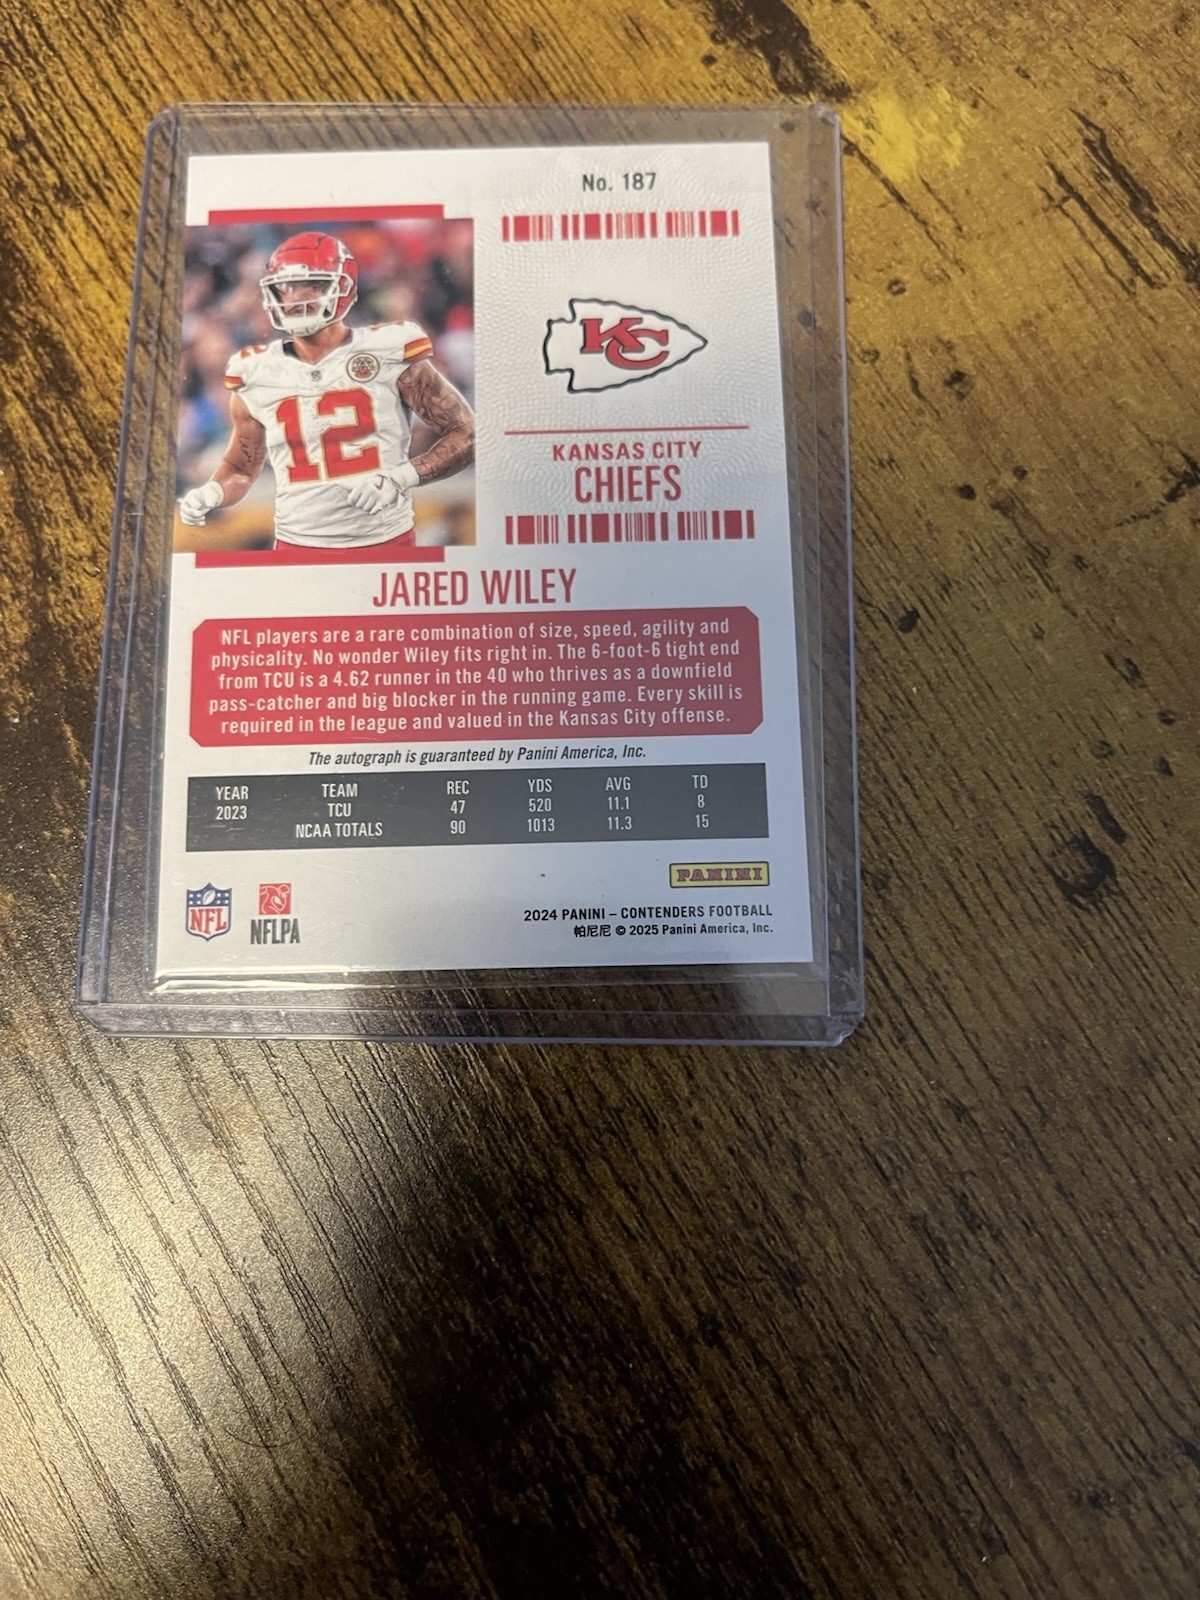 No. 187
12
KC
KANSAS CITY
CHIEFS
JARED WILEY
NFL players are a rare combination of size, speed, agility and
physicality. No wonder Wiley fits right in. The 6-foot-6 tight end
from TCU is a 4.62 runner in the 40 who thrives as a downfield
pass-catcher and big blocker in the running game. Every skill is
required in the league and valued in the Kansas City offense.
The autograph is guaranteed by Panini America, Inc.
YEAR TEAM REC YDS AVG TD
2023 TCU 47 520 11.1 8
NCAA TOTALS 90 1013 11.3 15
PANINI
NFL
NFLPA
2024 PANINI – CONTENDERS FOOTBALL
帕尼尼 © 2025 Panini America, Inc.